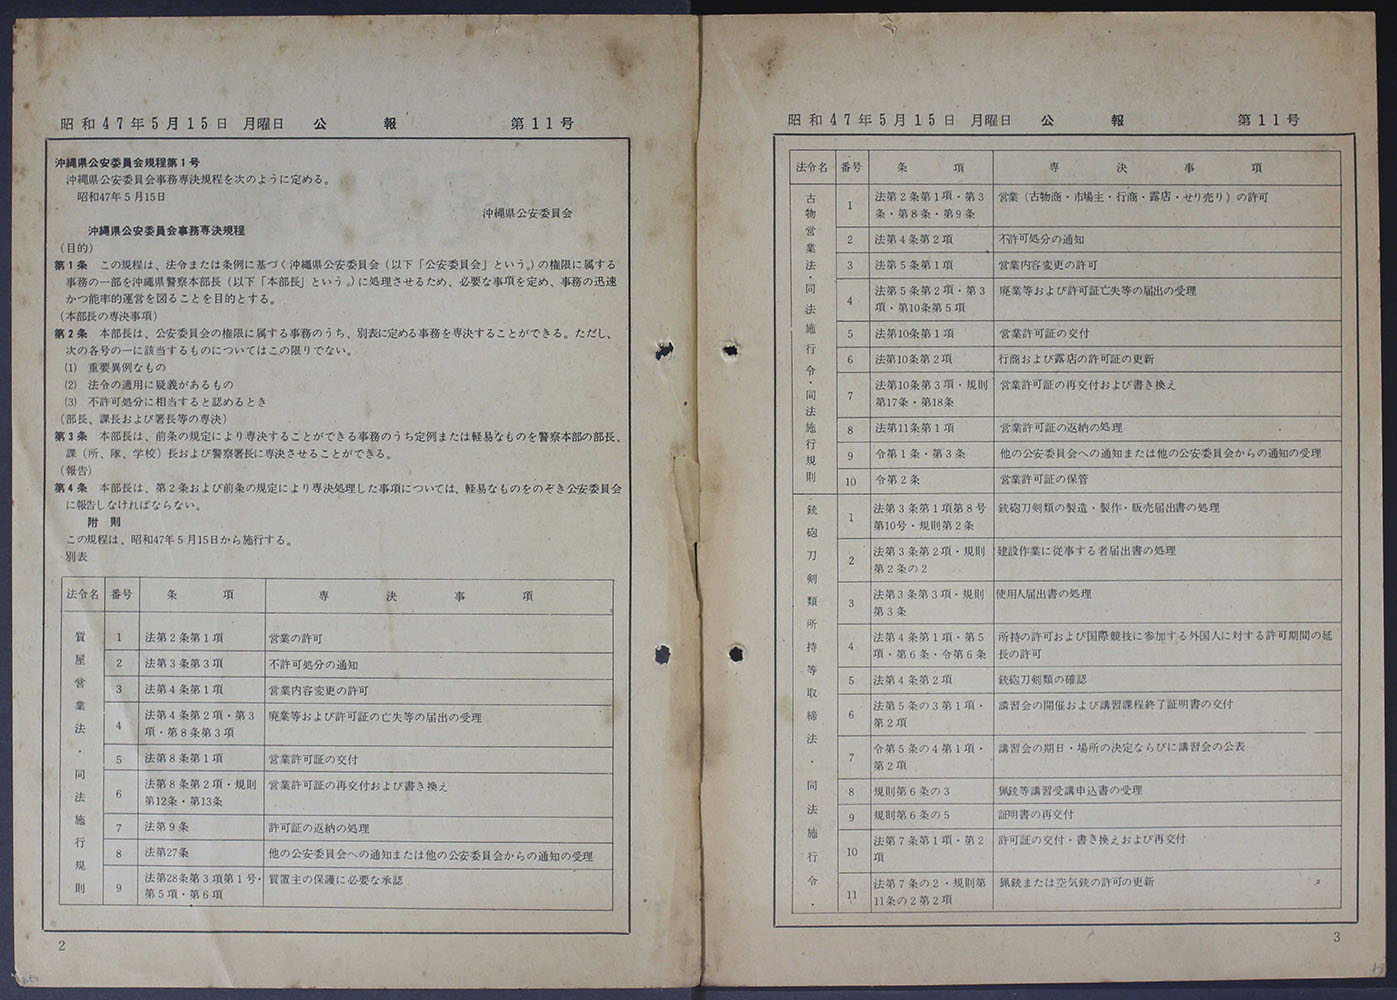 昭和47年5月15日 月曜日 公報 第11号
沖縄県公安委員会規程第1号
沖縄県公安委員会事務専決規程を次のように定める。
昭和47年5月15日
沖縄県公安委員会
沖縄県公安委員会事務専決規程
（目的）
第1条 この規程は、法令または条例に基づく沖縄県公安委員会（以下「公安委員会」という。）の権限に属する
事務の一部を沖縄県警察本部長（以下「本部長」という。）に処理させるため、必要な事項を定め、事務の迅速
かつ能率的運営を図ることを目的とする。
（本部長の専決事項）
第2条 本部長は、公安委員会の権限に属する事務のうち、別表に定める事務を専決することができる。ただし、
次の各号の一に該当するものについてはこの限りでない。
(1) 重要異例なもの
(2) 法令の適用に疑義があるもの
(3) 不許可処分に相当すると認めるとき
（部長、課長および署長等の専決）
第3条 本部長は、前条の規定により専決することができる事務のうち定例または軽易なものを警察本部の部長、
課（所、隊、学校）長および警察署長に専決させることができる。
（報告）
第4条 本部長は、第2条および前条の規定により専決処理した事項については、軽易なものをのぞき公安委員会
に報告しなければならない。
附則
この規程は、昭和47年5月15日から施行する。
別表
法令名 番号 条項 専決事項
質屋営業法・同法施行規則
1 法第2条第1項 営業の許可
2 法第3条第3項 不許可処分の通知
3 法第4条第1項 営業内容変更の許可
4 法第4条第2項・第3 廃業等および許可証の亡失等の届出の受理
項・第8条第3項
5 法第8条第1項 営業許可証の交付
6 法第8条第2項・規則 営業許可証の再交付および書き換え
第12条・第13条
7 法第9条 許可証の返納の処理
8 法第27条 他の公安委員会への通知または他の公安委員会からの通知の受理
9 法第28条第3項第1号・ 質置主の保護に必要な承認
第5項・第6項
2
昭和47年5月15日 月曜日 公報 第11号
法令名 番号 条項 専決事項
古物営業法・同法施行令・同法施行規則
1 法第2条第1項・第3 営業（古物商・市場主・行商・露店・せり売り）の許可
条・第8条・第9条
2 法第4条第2項 不許可処分の通知
3 法第5条第1項 営業内容変更の許可
4 法第5条第2項・第3 廃業等および許可証亡失等の届出の受理
項・第10条第5項
5 法第10条第1項 営業許可証の交付
6 法第10条第2項 行商および露店の許可証の更新
7 法第10条第3項・規則 営業許可証の再交付および書き換え
第17条・第18条
8 法第11条第1項 営業許可証の返納の処理
9 令第1条・第3条 他の公安委員会への通知または他の公安委員会からの通知の受理
10 令第2条 営業許可証の保管
銃砲刀剣類所持等取締法・同法施行令・
1 法第3条第1項第8号 銃砲刀剣類の製造・製作・販売届出書の処理
第10号・規則第2条
2 法第3条第2項・規則 建設作業に従事する者届出書の処理
第2条の2
3 法第3条第3項・規則 使用人届出書の処理
第3条
4 法第4条第1項・第5 所持の許可および国際競技に参加する外国人に対する許可期間の延
項・第6条・令第6条 長の許可
5 法第4条第2項 銃砲刀剣類の確認
6 法第5条の3第1項・ 講習会の開催および講習課程終了証明書の交付
第2項
7 令第5条の4第1項・ 講習会の期日・場所の決定ならびに講習会の公表
第2項
8 規則第6条の3 猟銃等講習受講申込書の受理
9 規則第6条の5 証明書の再交付
10 法第7条第1項・第2 許可証の交付・書き換えおよび再交付
項
11 法第7条の2・規則第 猟銃または空気銃の許可の更新
11条の2第2項
3